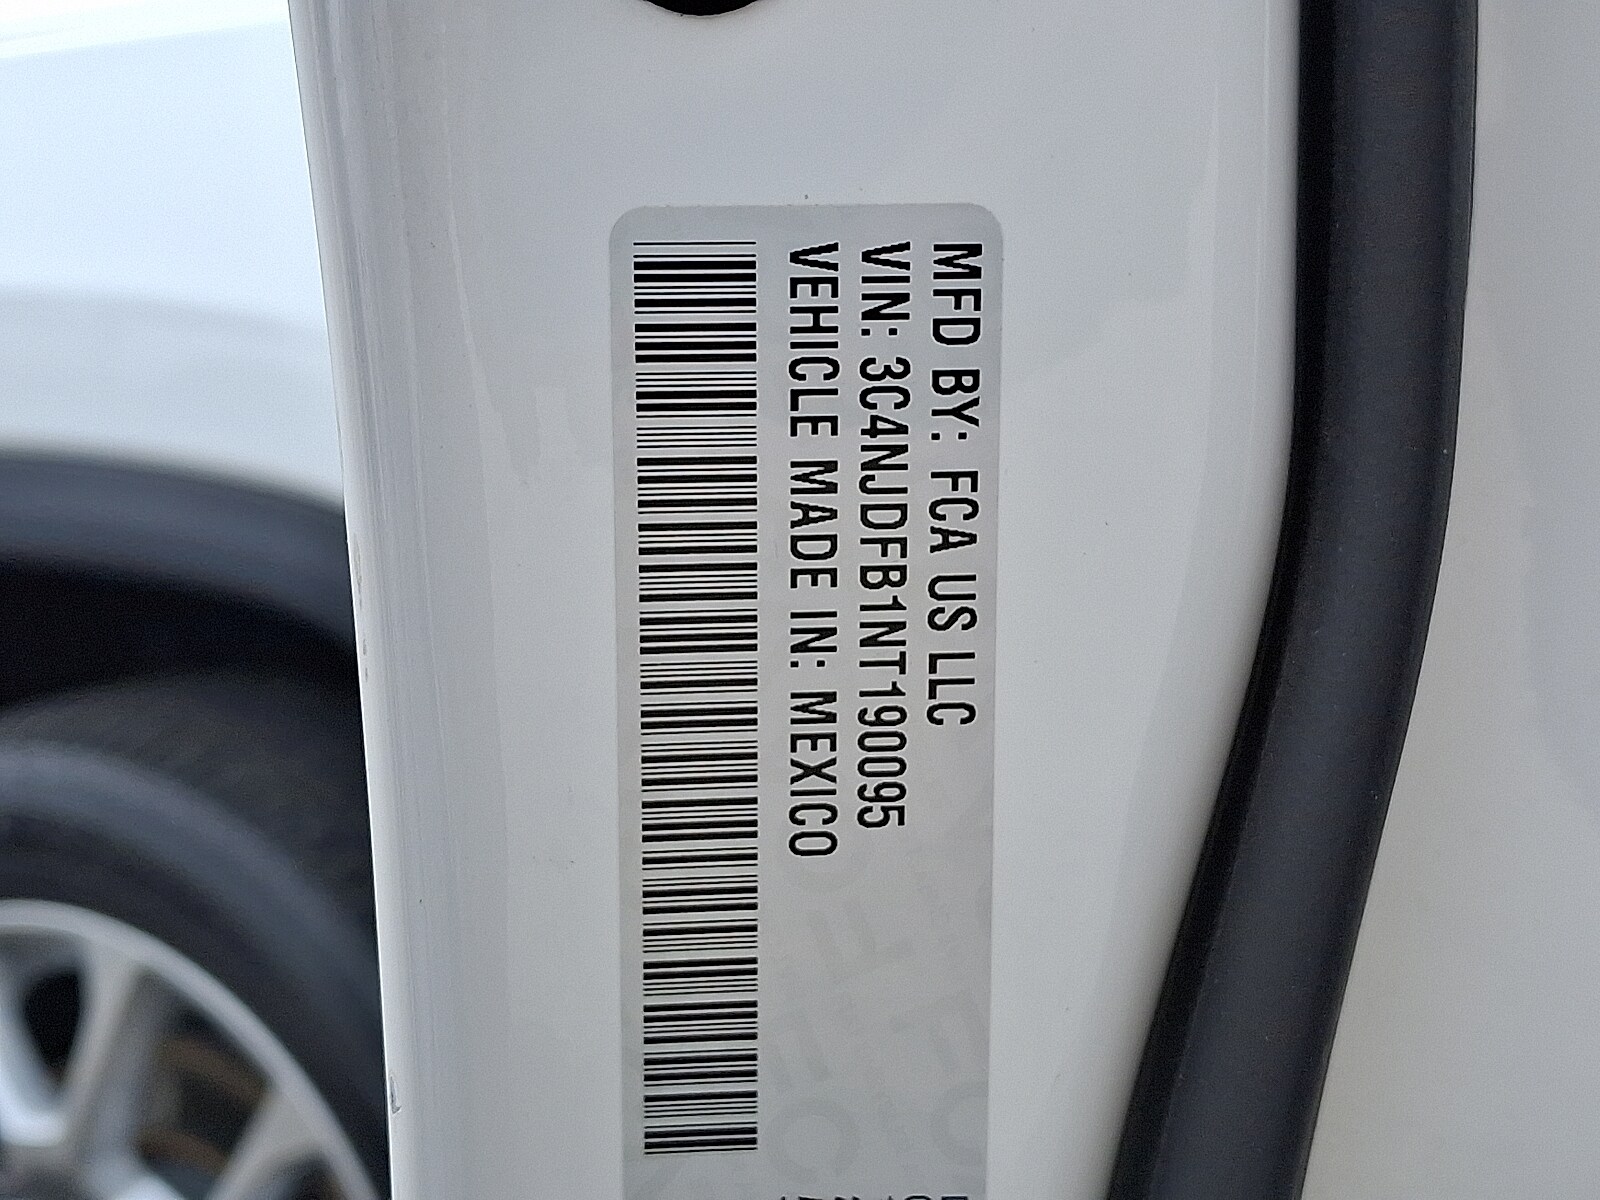 MFD BY: FCA US LLC
VIN: 3C4NJDFB1NT190095
VEHICLE MADE IN: MEXICO